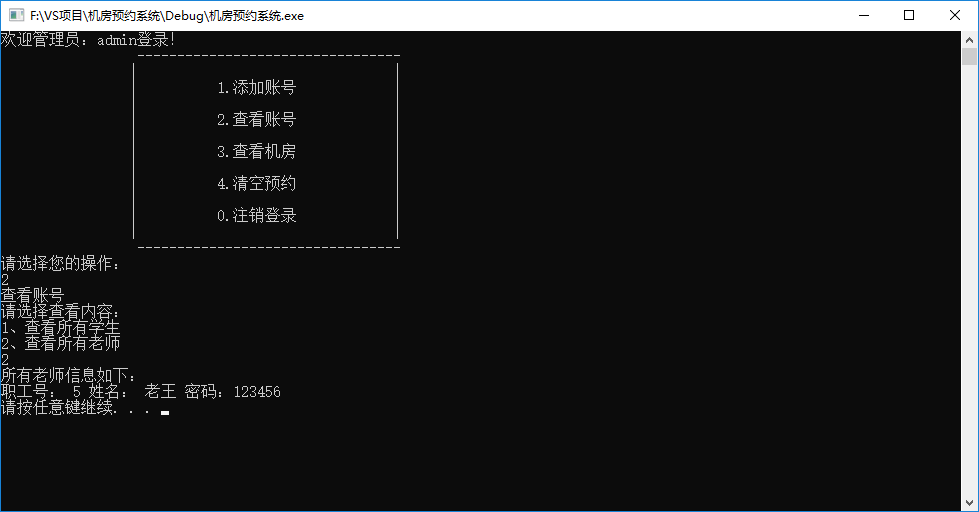 F:\VS项目\机房预约系统\Debug\机房预约系统.exe
欢迎管理员：admin登录！
---------------------------------
1.添加账号
2.查看账号
3.查看机房
4.清空预约
0.注销登录
---------------------------------
请选择您的操作：
2
查看账号
请选择查看内容：
1、查看所有学生
2、查看所有老师
2
所有老师信息如下：
职工号： 5 姓名： 老王 密码：123456
请按任意键继续. . .